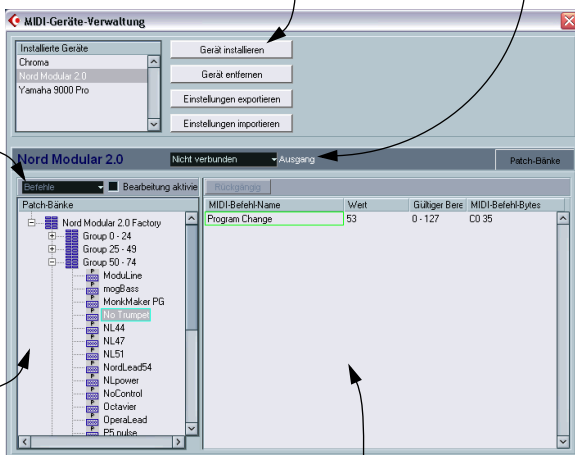 MIDI-Geräte-Verwaltung
Installierte Geräte
Chroma
Nord Modular 2.0
Yamaha 9000 Pro
Gerät installieren
Gerät entfernen
Einstellungen exportieren
Einstellungen importieren
Nord Modular 2.0
Nicht verbunden
Ausgang
Patch-Bänke
Befehle
Bearbeitung aktivie
Rückgängig
Patch-Bänke
Nord Modular 2.0 Factory
Group 0 - 24
Group 25 - 49
Group 50 - 74
ModuLine
mogBass
MonkMaker PG
No Trumpet
NL44
NL47
NL51
NordLead54
NLpower
NoControl
Octavier
OperaLead
P5 pulse
MIDI-Befehl-Name Wert Gültiger Bere MIDI-Befehl-Bytes
Program Change 53 0 - 127 C0 35